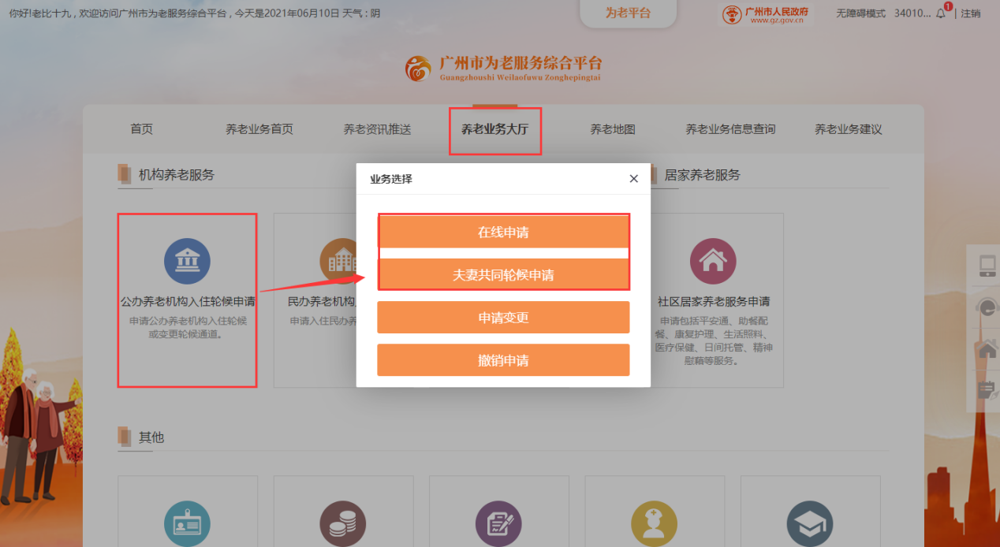 你好!老比十九 , 欢迎访问广州市为老服务综合平台 , 今天是2021年06月10日 天气 : 阴
为老平台
广州市人民政府
www.gz.gov.cn
无障碍模式 34010... 1 | 注销
广州市为老服务综合平台
Guangzhoushi Weilaofuwu Zonghepingtai
首页 养老业务首页 养老资讯推送 养老业务大厅 养老地图 养老业务信息查询 养老业务建议
机构养老服务
居家养老服务
业务选择 ×
在线申请
夫妻共同轮候申请
申请变更
撤销申请
公办养老机构入住轮候申请
申请公办养老机构入住轮候
或变更轮候通道。
民办养老机构
申请入住民办养
社区居家养老服务申请
申请包括平安通、助餐配
餐、康复护理、生活照料、
医疗保健、日间托管、精神
慰藉等服务。
其他